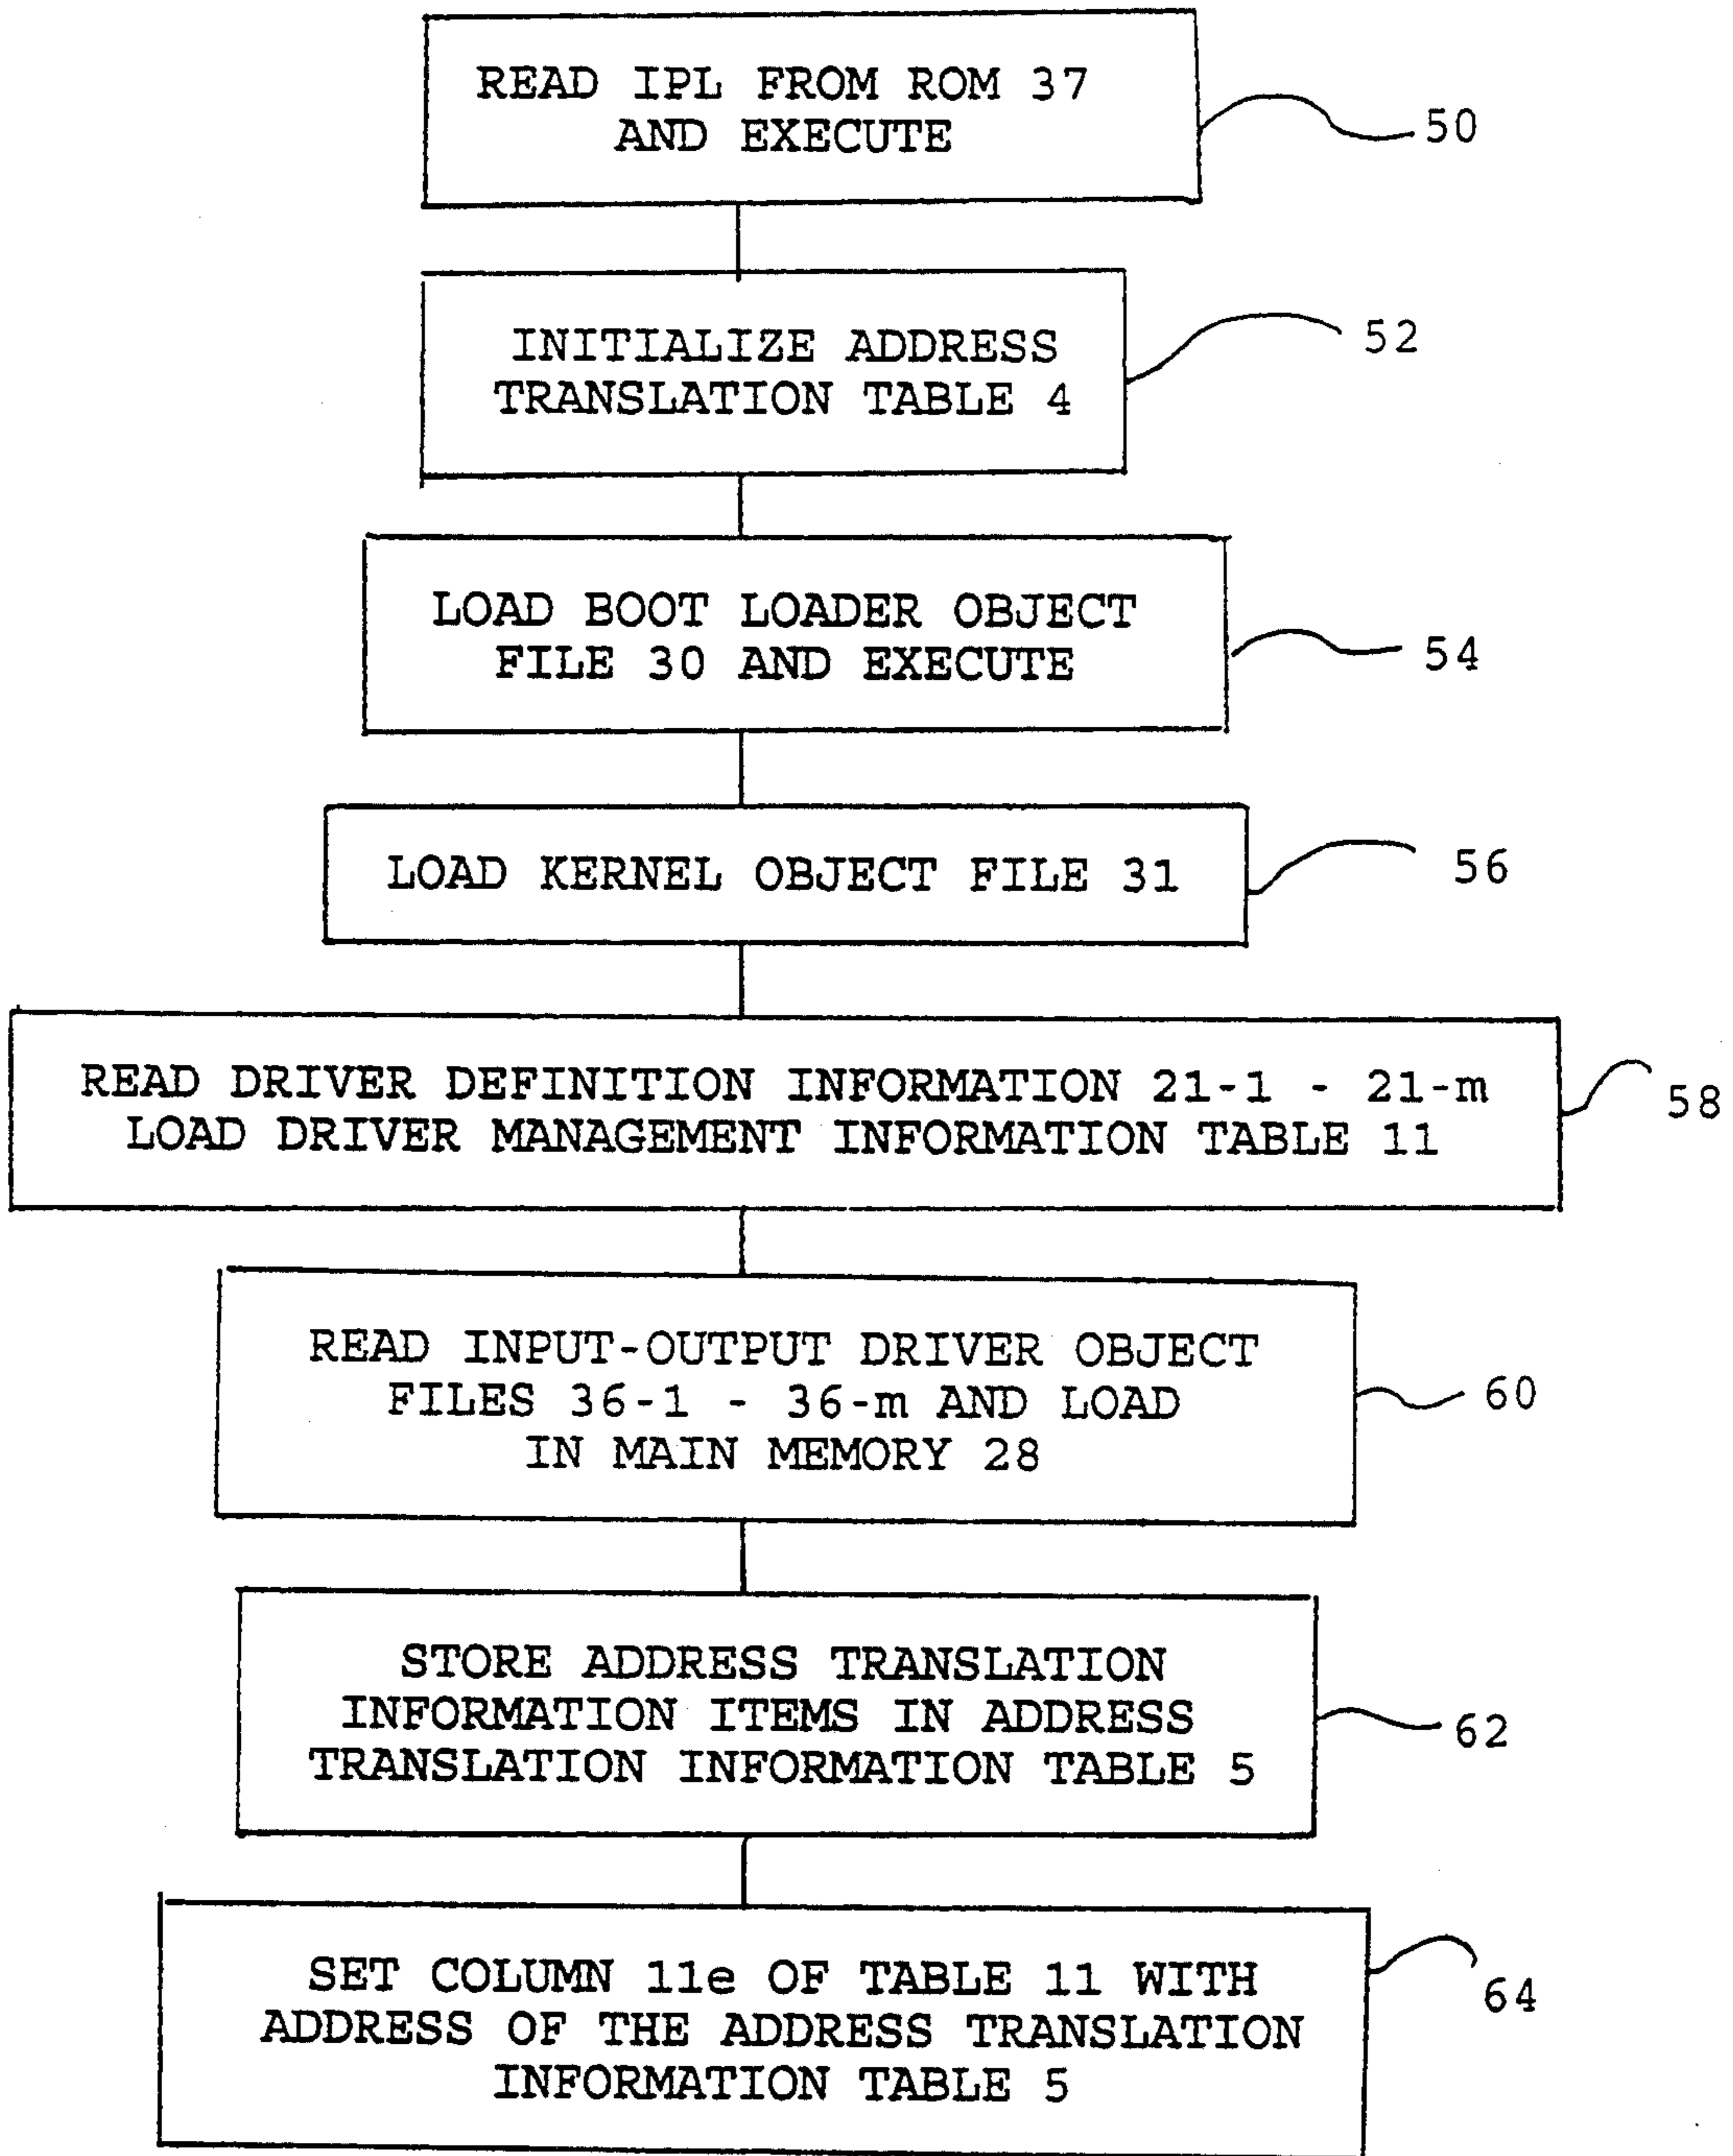 READ IPL FROM ROM 37
AND EXECUTE
50
INITIALIZE ADDRESS
TRANSLATION TABLE 4
52
LOAD BOOT LOADER OBJECT
FILE 30 AND EXECUTE
54
LOAD KERNEL OBJECT FILE 31
56
READ DRIVER DEFINITION INFORMATION 21-1 - 21-m
LOAD DRIVER MANAGEMENT INFORMATION TABLE 11
58
READ INPUT-OUTPUT DRIVER OBJECT
FILES 36-1 - 36-m AND LOAD
IN MAIN MEMORY 28
60
STORE ADDRESS TRANSLATION
INFORMATION ITEMS IN ADDRESS
TRANSLATION INFORMATION TABLE 5
62
SET COLUMN 11e OF TABLE 11 WITH
ADDRESS OF THE ADDRESS TRANSLATION
INFORMATION TABLE 5
64